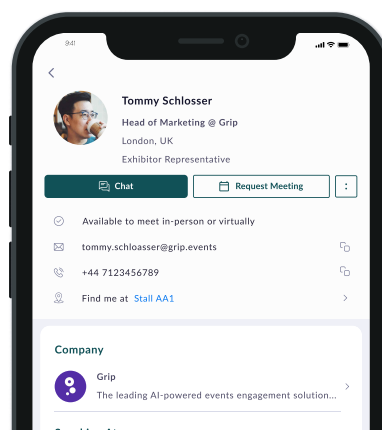 9:41
Tommy Schlosser
Head of Marketing @ Grip
London, UK
Exhibitor Representative
Chat
Request Meeting
Available to meet in-person or virtually
tommy.schloasser@grip.events
+44 7123456789
Find me at Stall AA1
Company
Grip
The leading AI-powered events engagement solution...